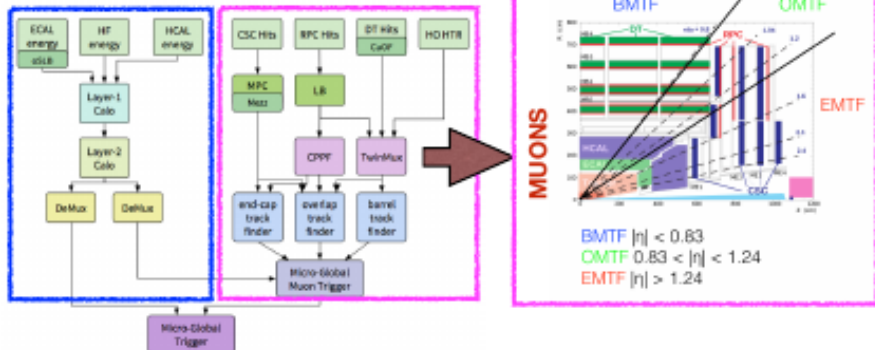 ECAL
energy
oSLB
HF
energy
HCAL
energy
Layer-1
Calo
Layer-2
Calo
DeMux
DeMux
CSC Hits
RPC Hits
DT Hits
CuOF
HO HTR
MPC
Mezz
LB
CPPF
TwinMux
end-cap
track
finder
overlap
track
finder
barrel
track
finder
Micro-Global
Muon Trigger
Micro-Global
Trigger
MUONS
BMTF
OMTF
EMTF
DT
RPC
HCAL
CSC
BMTF |η| < 0.83
OMTF 0.83 < |η| < 1.24
EMTF |η| > 1.24